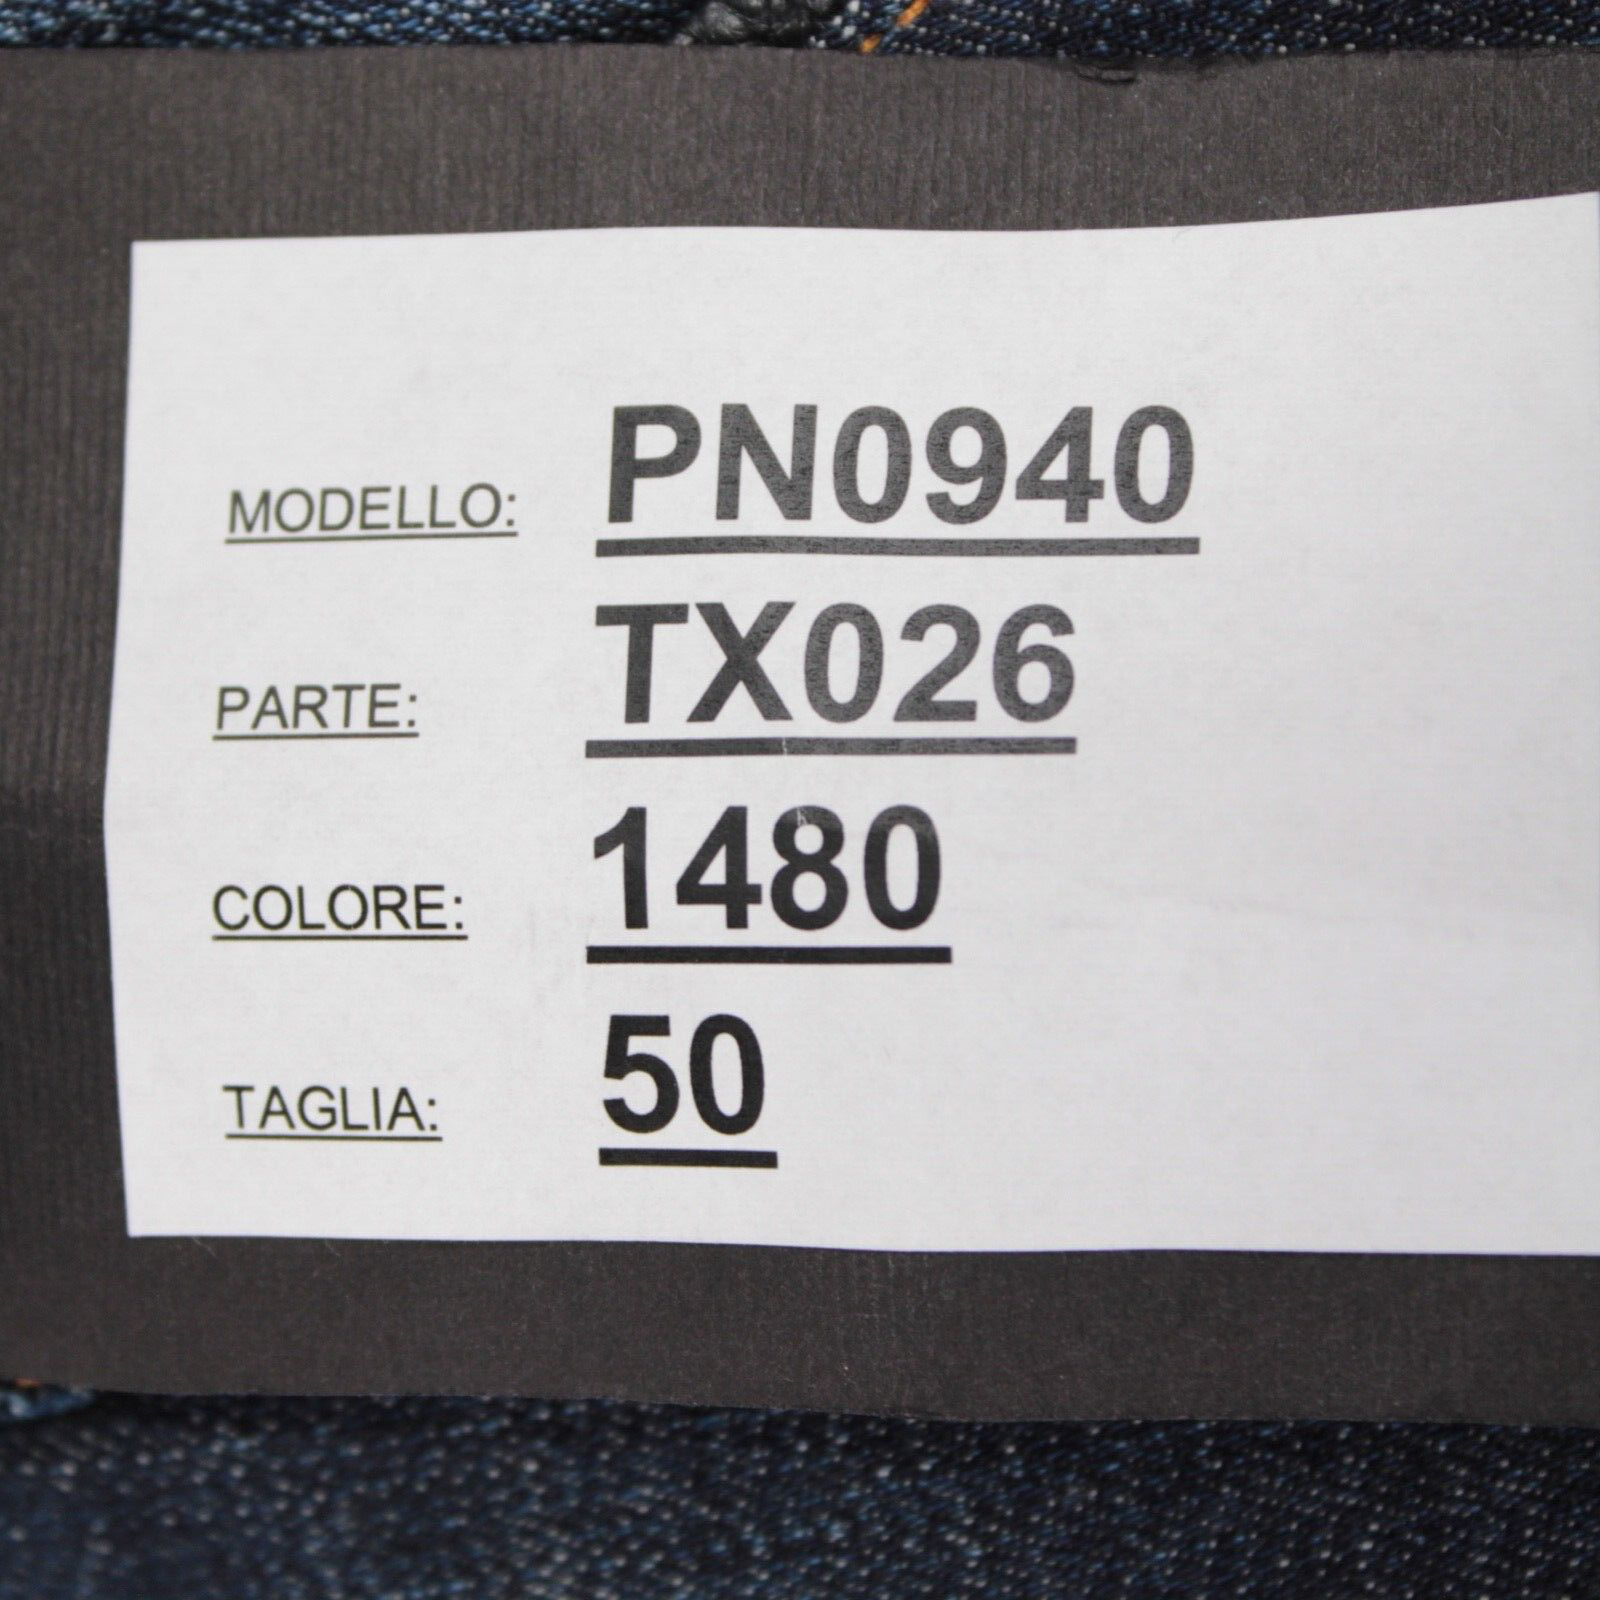 MODELLO: PN0940
PARTE: TX026
COLORE: 1480
TAGLIA: 50